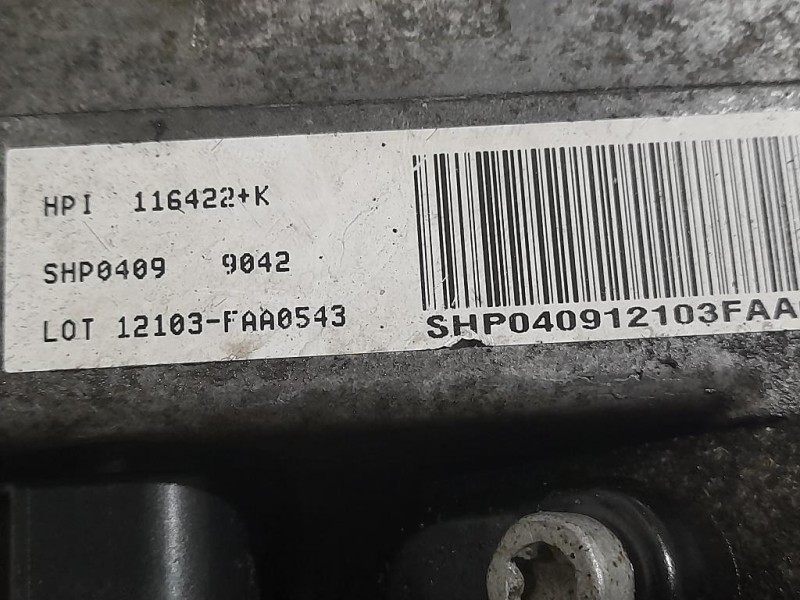 HPI 116422+K
SHP0409 9042
LOT 12103-FAA0543
SHP040912103FAA